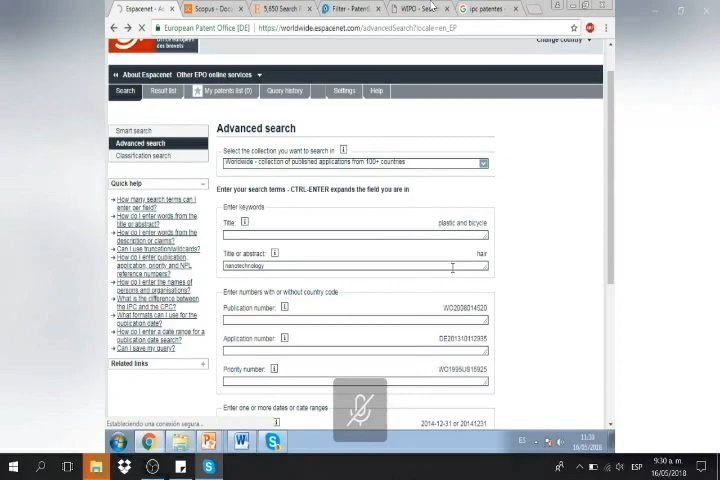 Espacenet - Ad
Scopus - Docu
5,850 Search R
Filter - Patent
WIPO - Search
ipc patentes -
European Patent Office [DE]
https://worldwide.espacenet.com/advancedSearch?locale=en_EP
des brevets
Change country
About Espacenet
Other EPO online services
Search
Result list
My patents list (0)
Query history
Settings
Help
Smart search
Advanced search
Classification search
Quick help
How many search terms can I
enter per field?
How do I enter words from the
title or abstract?
How do I enter words from the
description or claims?
Can I use truncation/wildcards?
How do I enter publication,
application, priority and NPL
reference numbers?
How do I enter the names of
persons and organisations?
What is the difference
between the IPC and the CPC?
What formats can I use for the
publication date?
How do I enter a date range for a
publication date search?
Can I save my query?
Related links
Advanced search
Select the collection you want to search in
Worldwide - collection of published applications from 100+ countries
Enter your search terms - CTRL-ENTER expands the field you are in
Enter keywords
Title:
plastic and bicycle
Title or abstract:
hair
nanotechnology
Enter numbers with or without country code
Publication number:
WO2008014520
Application number:
DE201310112935
Priority number:
WO1995US15925
Enter one or more dates or date ranges
2014-12-31 or 20141231
Estableciendo una conexión segura...
ES
11:30
16/05/2018
ESP
9:30 a. m.
16/05/2018